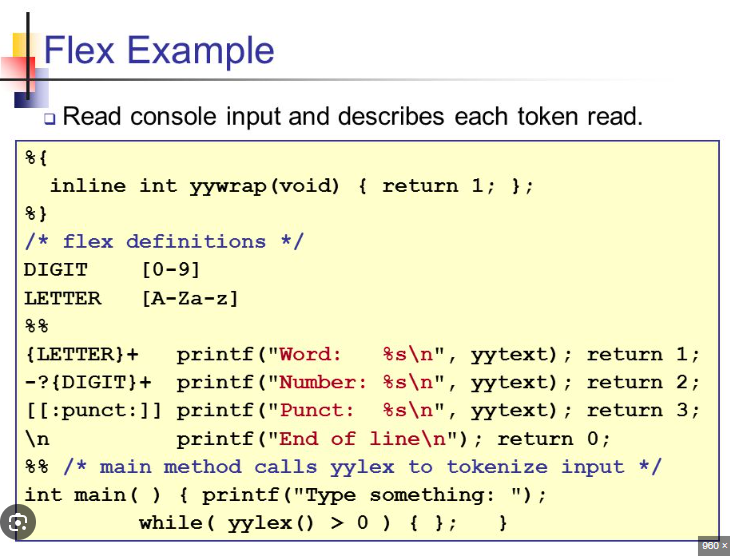 Flex Example
Read console input and describes each token read.
%{
inline int yywrap(void) { return 1; };
%}
/* flex definitions */
DIGIT [0-9]
LETTER [A-Za-z]
%%
{LETTER}+ printf("Word: %s\n", yytext); return 1;
-?{DIGIT}+ printf("Number: %s\n", yytext); return 2;
[[:punct:]] printf("Punct: %s\n", yytext); return 3;
\n printf("End of line\n"); return 0;
%% /* main method calls yylex to tokenize input */
int main( ) { printf("Type something: ");
while( yylex() > 0 ) { }; }
960 ×